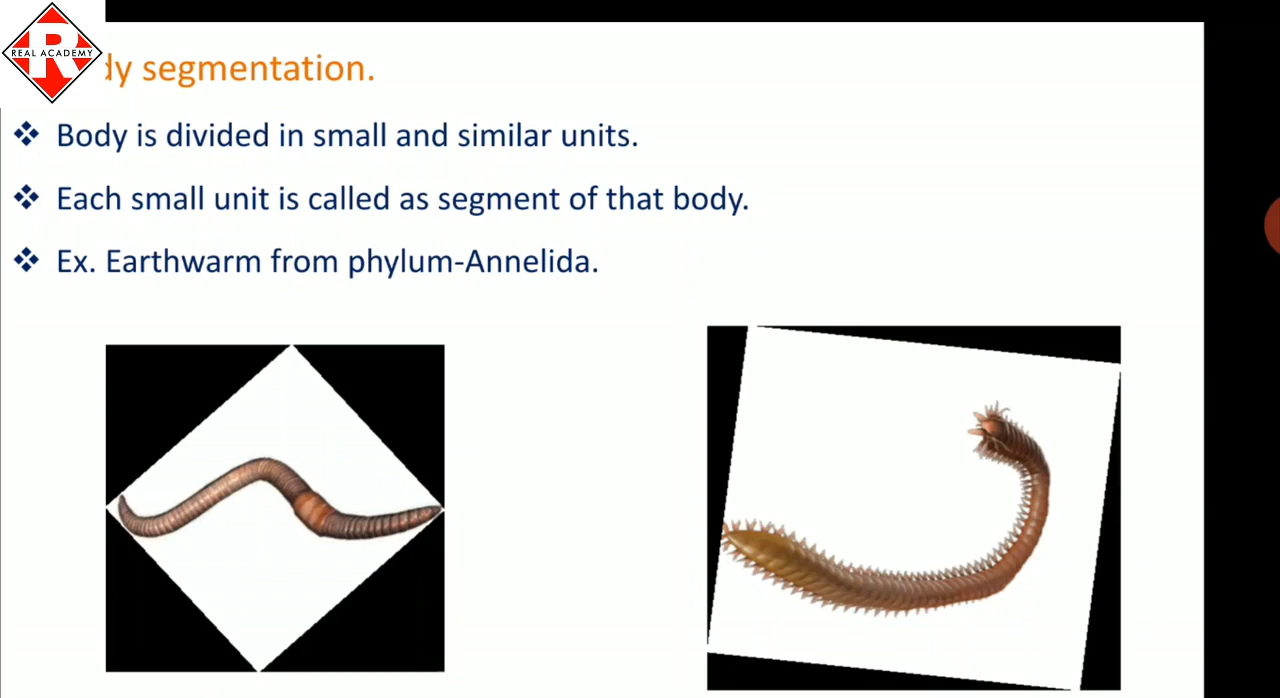 REAL ACADEMY
R
dy segmentation.
❖ Body is divided in small and similar units.
❖ Each small unit is called as segment of that body.
❖ Ex. Earthwarm from phylum-Annelida.